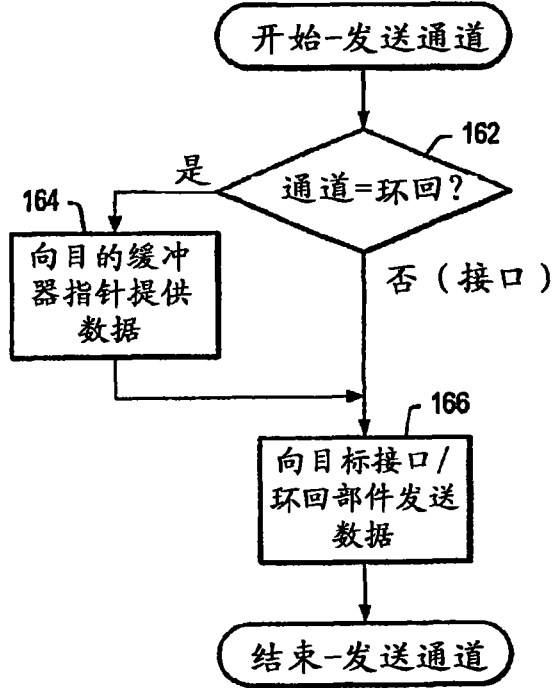 开始-发送通道
162
通道=环回?
是
164
向目的缓冲
器指针提供
数据
否(接口)
166
向目标接口/
环回部件发送
数据
结束-发送通道